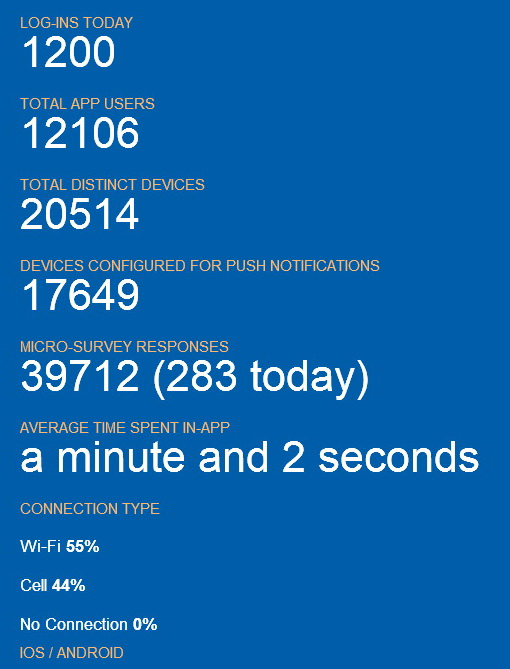 LOG-INS TODAY
1200
TOTAL APP USERS
12106
TOTAL DISTINCT DEVICES
20514
DEVICES CONFIGURED FOR PUSH NOTIFICATIONS
17649
MICRO-SURVEY RESPONSES
39712 (283 today)
AVERAGE TIME SPENT IN-APP
a minute and 2 seconds
CONNECTION TYPE
Wi-Fi 55%
Cell 44%
No Connection 0%
IOS / ANDROID